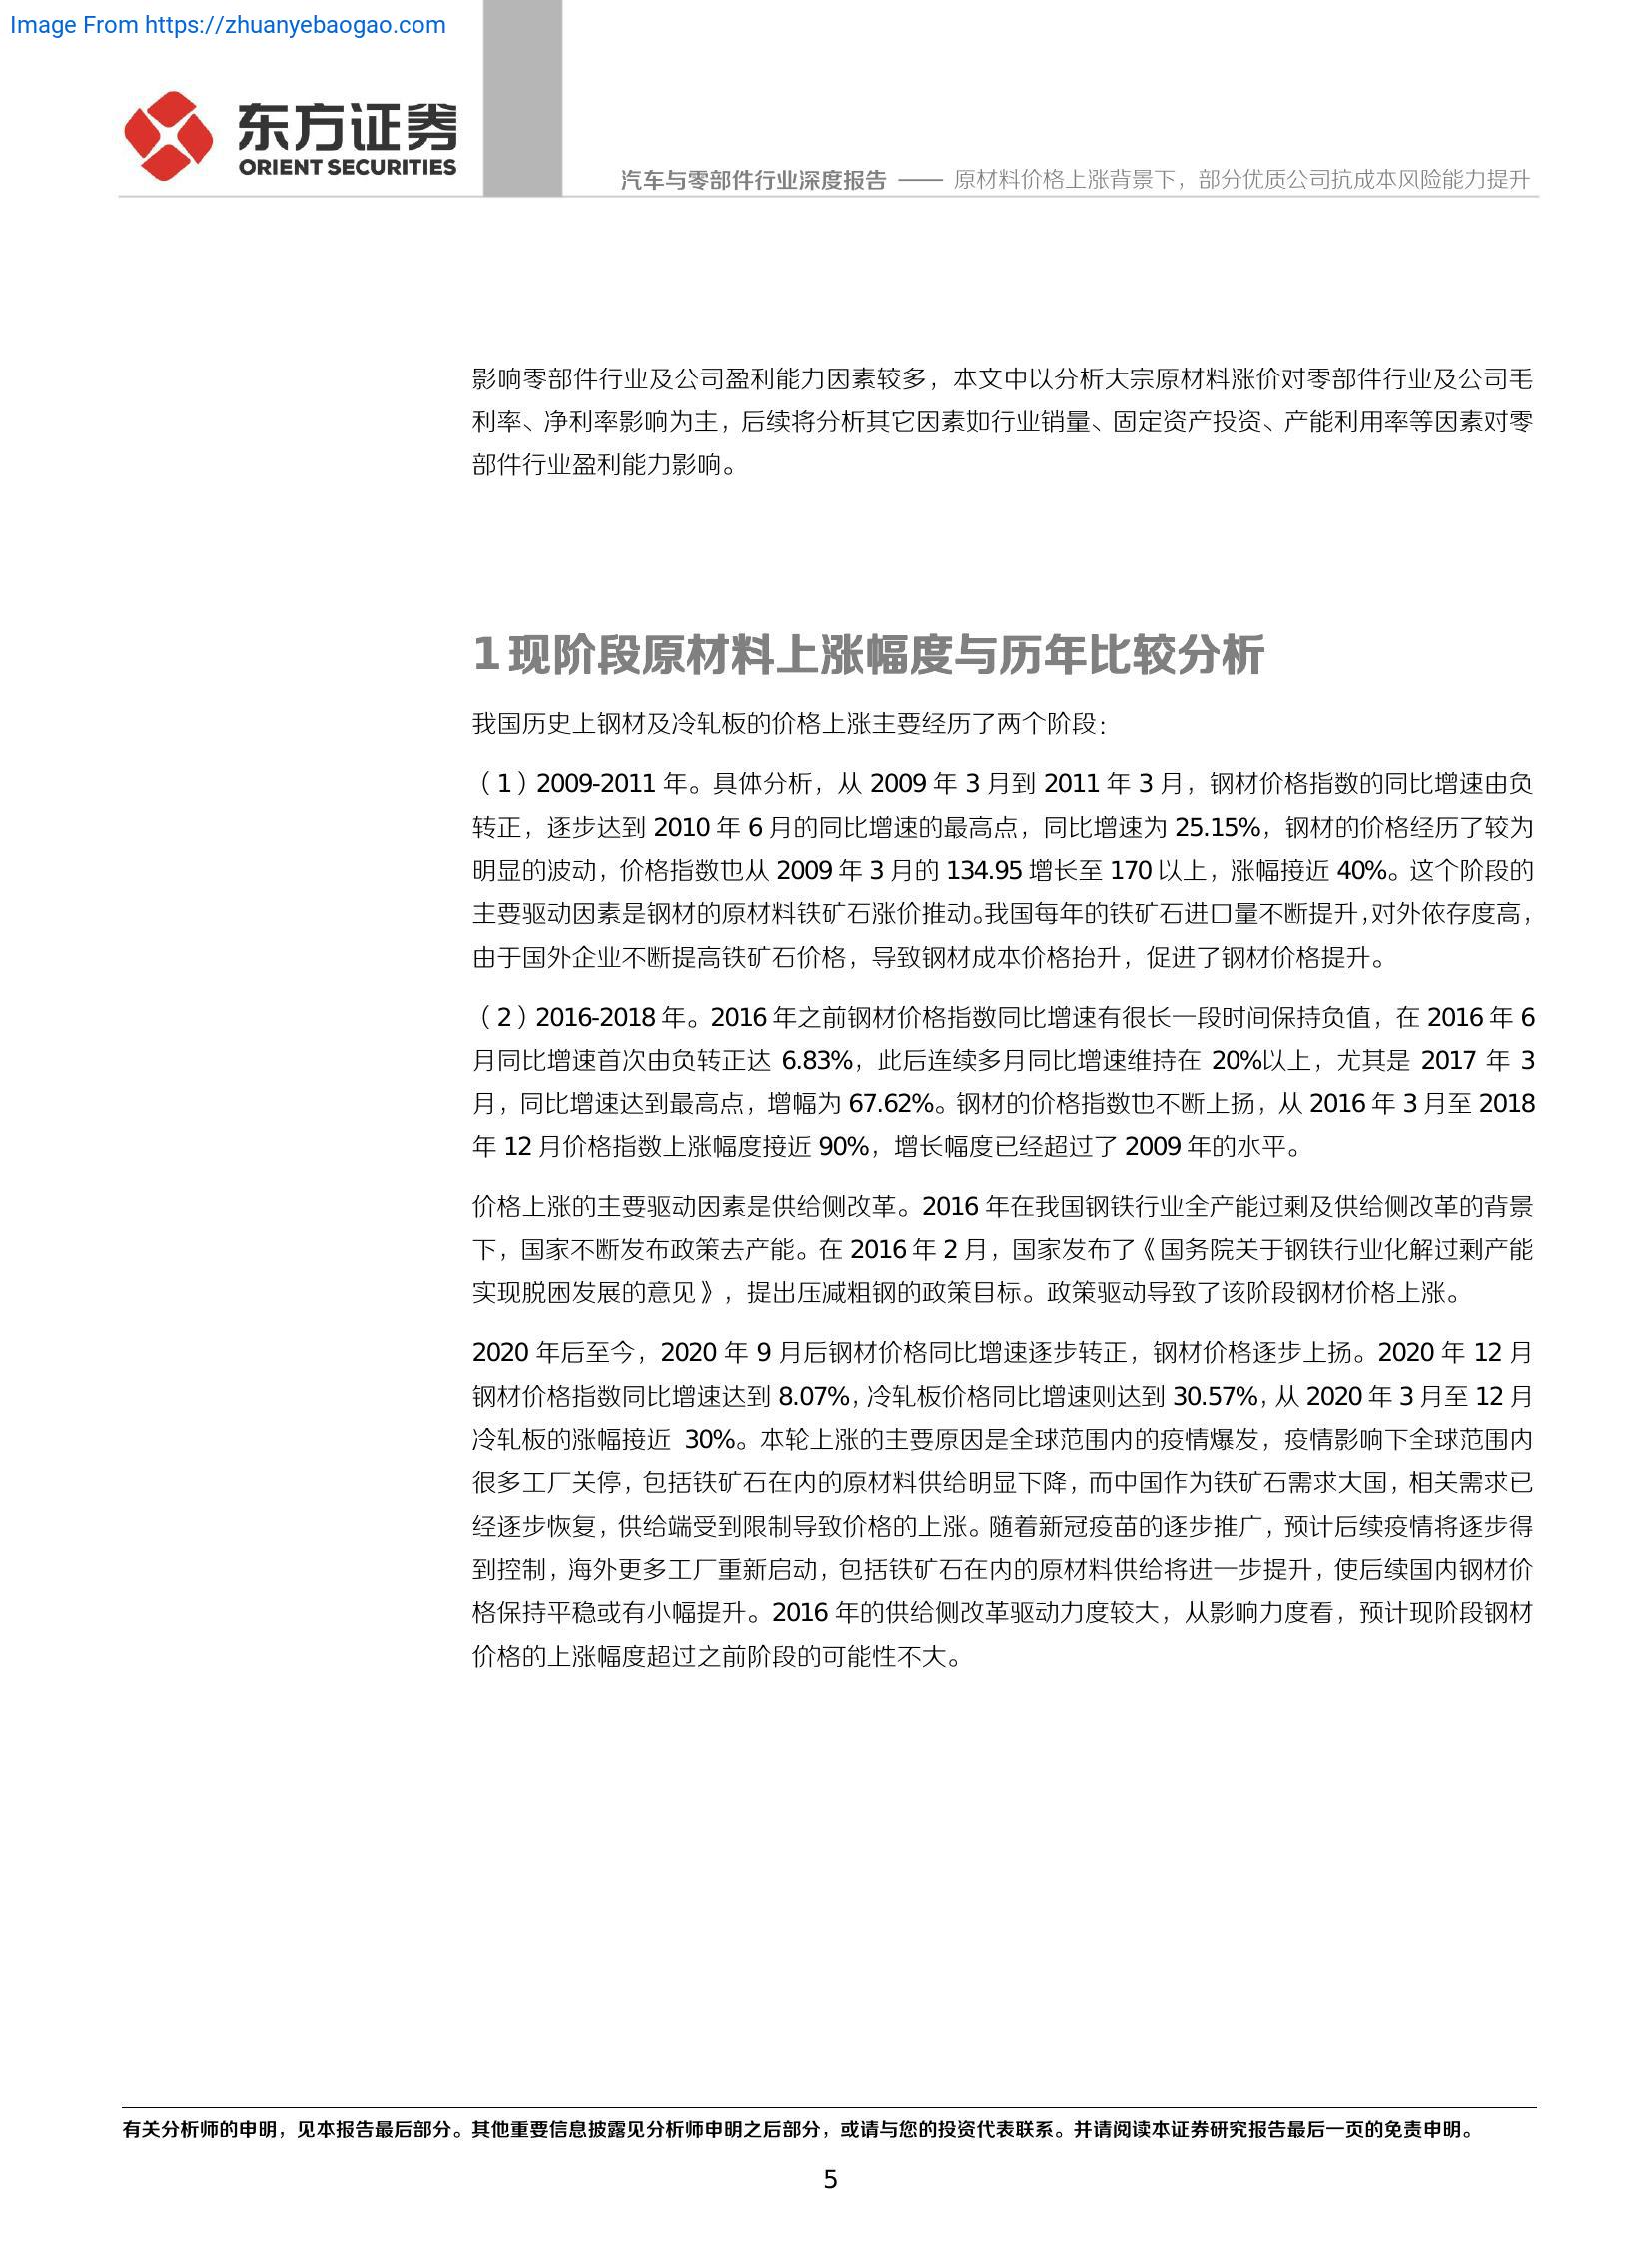 Image From https://zhuanyebaogao.com
东方证券
ORIENT SECURITIES
汽车与零部件行业深度报告 —— 原材料价格上涨背景下，部分优质公司抗成本风险能力提升
影响零部件行业及公司盈利能力因素较多，本文中以分析大宗原材料涨价对零部件行业及公司毛
利率、净利率影响为主，后续将分析其它因素如行业销量、固定资产投资、产能利用率等因素对零
部件行业盈利能力影响。
1 现阶段原材料上涨幅度与历年比较分析
我国历史上钢材及冷轧板的价格上涨主要经历了两个阶段：
（1）2009-2011 年。具体分析，从 2009 年 3 月到 2011 年 3 月，钢材价格指数的同比增速由负
转正，逐步达到 2010 年 6 月的同比增速的最高点，同比增速为 25.15%，钢材的价格经历了较为
明显的波动，价格指数也从 2009 年 3 月的 134.95 增长至 170 以上，涨幅接近 40%。这个阶段的
主要驱动因素是钢材的原材料铁矿石涨价推动。我国每年的铁矿石进口量不断提升，对外依存度高，
由于国外企业不断提高铁矿石价格，导致钢材成本价格抬升，促进了钢材价格提升。
（2）2016-2018 年。2016 年之前钢材价格指数同比增速有很长一段时间保持负值，在 2016 年 6
月同比增速首次由负转正达 6.83%，此后连续多月同比增速维持在 20%以上，尤其是 2017 年 3
月，同比增速达到最高点，增幅为 67.62%。钢材的价格指数也不断上扬，从 2016 年 3 月至 2018
年 12 月价格指数上涨幅度接近 90%，增长幅度已经超过了 2009 年的水平。
价格上涨的主要驱动因素是供给侧改革。2016 年在我国钢铁行业全产能过剩及供给侧改革的背景
下，国家不断发布政策去产能。在 2016 年 2 月，国家发布了《国务院关于钢铁行业化解过剩产能
实现脱困发展的意见》，提出压减粗钢的政策目标。政策驱动导致了该阶段钢材价格上涨。
2020 年后至今，2020 年 9 月后钢材价格同比增速逐步转正，钢材价格逐步上扬。2020 年 12 月
钢材价格指数同比增速达到 8.07%，冷轧板价格同比增速则达到 30.57%，从 2020 年 3 月至 12 月
冷轧板的涨幅接近 30%。本轮上涨的主要原因是全球范围内的疫情爆发，疫情影响下全球范围内
很多工厂关停，包括铁矿石在内的原材料供给明显下降，而中国作为铁矿石需求大国，相关需求已
经逐步恢复，供给端受到限制导致价格的上涨。随着新冠疫苗的逐步推广，预计后续疫情将逐步得
到控制，海外更多工厂重新启动，包括铁矿石在内的原材料供给将进一步提升，使后续国内钢材价
格保持平稳或有小幅提升。2016 年的供给侧改革驱动力度较大，从影响力度看，预计现阶段钢材
价格的上涨幅度超过之前阶段的可能性不大。
有关分析师的申明，见本报告最后部分。其他重要信息披露见分析师申明之后部分，或请与您的投资代表联系。并请阅读本证券研究报告最后一页的免责申明。
5